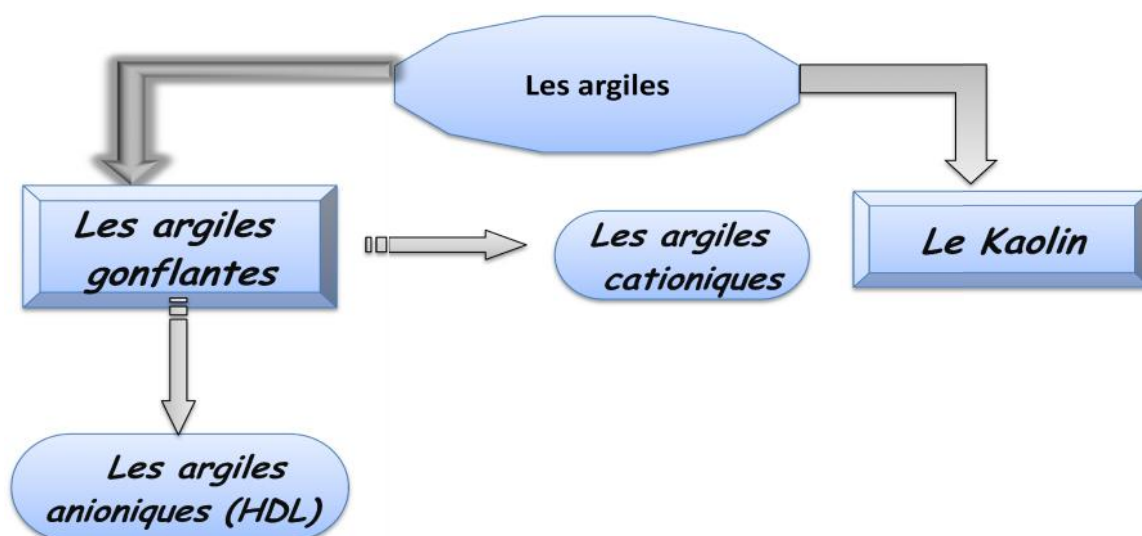 Les argiles
Les argiles
gonflantes
Les argiles
cationiques
Le Kaolin
Les argiles
anioniques (HDL)